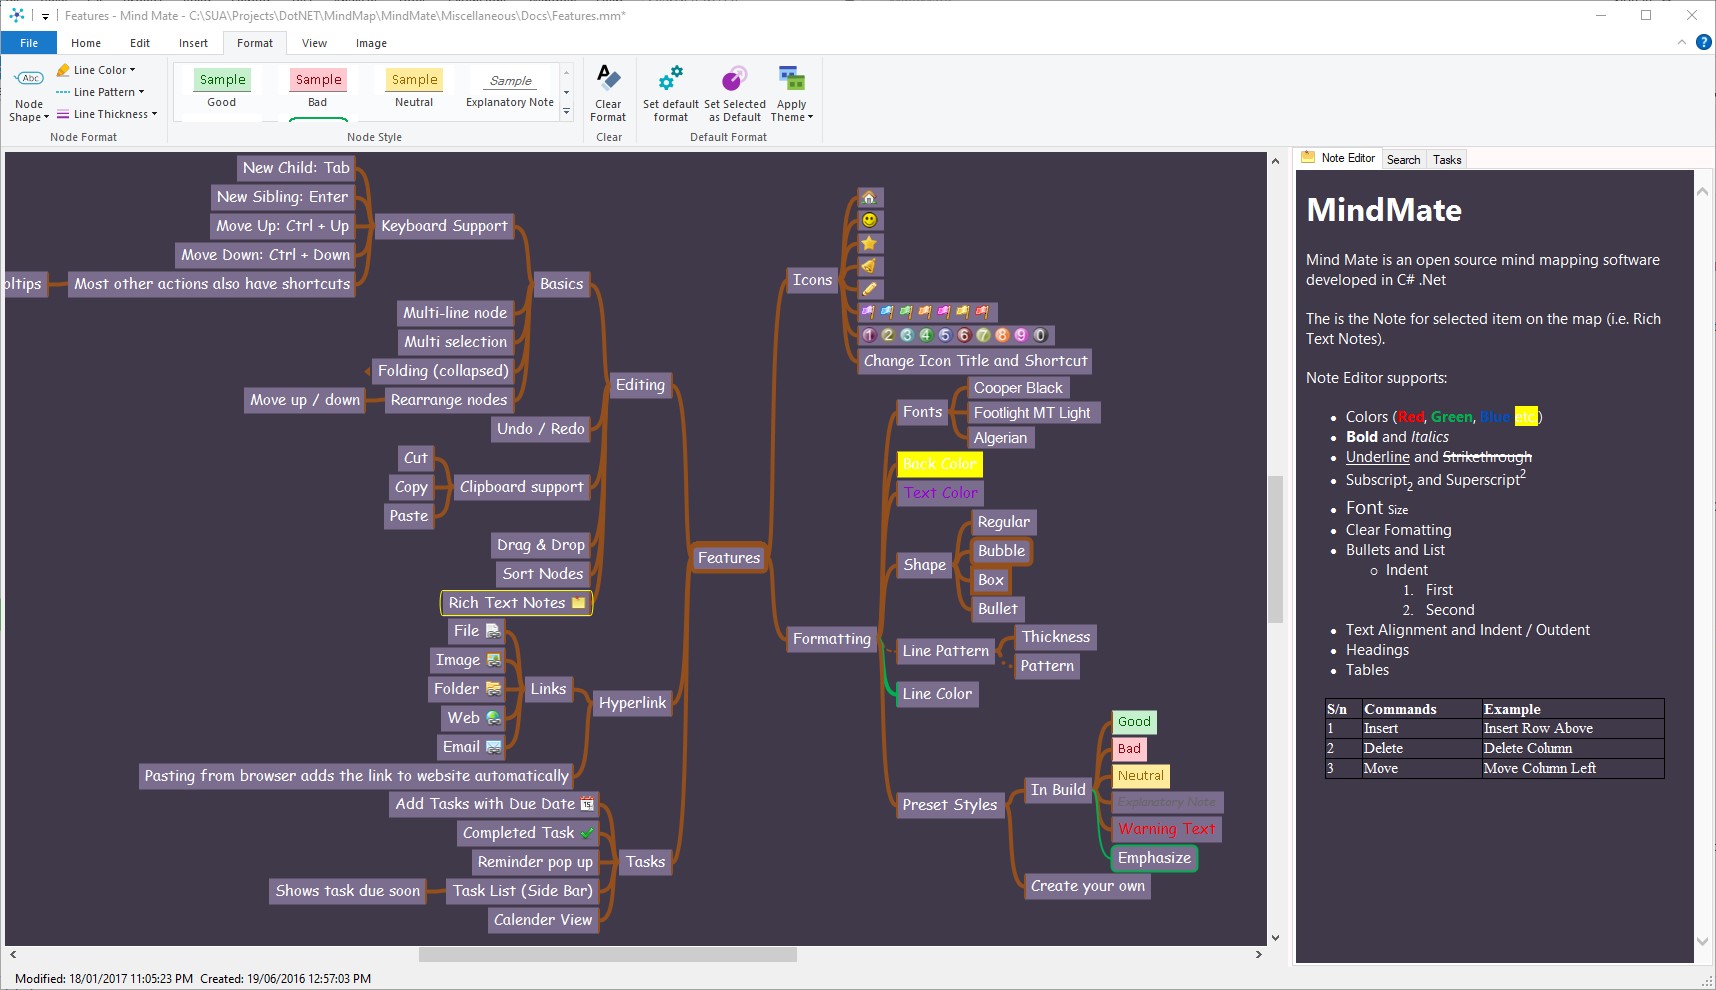 Features - Mind Mate - C:\SUA\Projects\DotNET\MindMap\MindMate\Miscellaneous\Docs\Features.mm*
File Home Edit Insert Format View Image
Abc
Node Shape
Line Color
Line Pattern
Line Thickness
Node Format
Sample Sample Sample Sample
Good Bad Neutral Explanatory Note
Node Style
Clear Format
Clear
Set default format
Set Selected as Default
Apply Theme
Default Format
New Child: Tab
New Sibling: Enter
Move Up: Ctrl + Up
Move Down: Ctrl + Down
oltips
Most other actions also have shortcuts
Keyboard Support
Basics
Multi-line node
Multi selection
Folding (collapsed)
Move up / down
Rearrange nodes
Editing
Undo / Redo
Cut
Copy
Paste
Clipboard support
Drag & Drop
Sort Nodes
Rich Text Notes
File
Image
Folder
Web
Email
Links
Hyperlink
Pasting from browser adds the link to website automatically
Add Tasks with Due Date
Completed Task
Reminder pop up
Tasks
Shows task due soon
Task List (Side Bar)
Calender View
Features
Icons
1 2 3 4 5 6 7 8 9 0
Change Icon Title and Shortcut
Fonts
Cooper Black
Footlight MT Light
Algerian
Back Color
Text Color
Shape
Regular
Bubble
Box
Bullet
Formatting
Line Pattern
Thickness
Pattern
Line Color
Preset Styles
In Build
Good
Bad
Neutral
Explanatory Note
Warning Text
Emphasize
Create your own
Note Editor Search Tasks
MindMate
Mind Mate is an open source mind mapping software
developed in C# .Net
The is the Note for selected item on the map (i.e. Rich
Text Notes).
Note Editor supports:
• Colors (Red, Green, Blue etc)
• Bold and Italics
• Underline and Strikethrough
• Subscript2 and Superscript2
• Font Size
• Clear Fomatting
• Bullets and List
o Indent
1. First
2. Second
• Text Alignment and Indent / Outdent
• Headings
• Tables
S/n Commands Example
1 Insert Insert Row Above
2 Delete Delete Column
3 Move Move Column Left
Modified: 18/01/2017 11:05:23 PM Created: 19/06/2016 12:57:03 PM